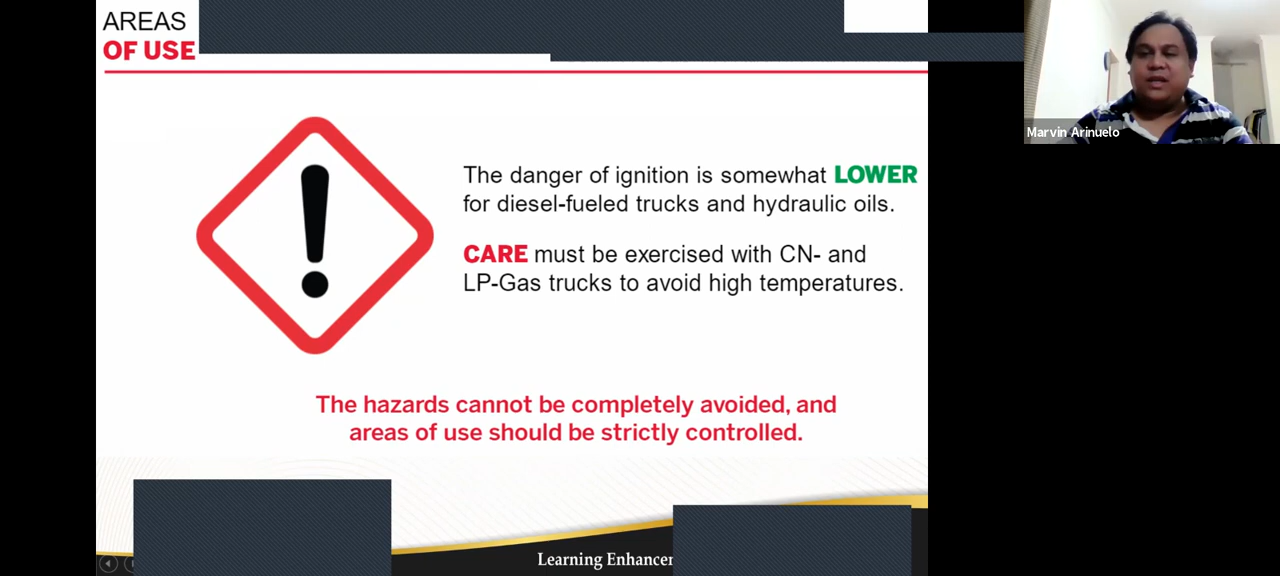 AREAS
OF USE
Marvin Arinuelo
The danger of ignition is somewhat LOWER
for diesel-fueled trucks and hydraulic oils.
CARE must be exercised with CN- and
LP-Gas trucks to avoid high temperatures.
The hazards cannot be completely avoided, and
areas of use should be strictly controlled.
Learning